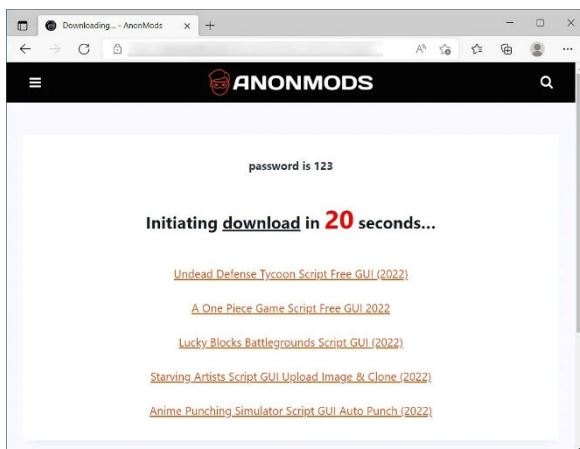 Downloading... - AnonMods
ANONMODS
password is 123
Initiating download in 20 seconds...
Undead Defense Tycoon Script Free GUI (2022)
A One Piece Game Script Free GUI 2022
Lucky Blocks Battlegrounds Script GUI (2022)
Starving Artists Script GUI Upload Image & Clone (2022)
Anime Punching Simulator Script GUI Auto Punch (2022)